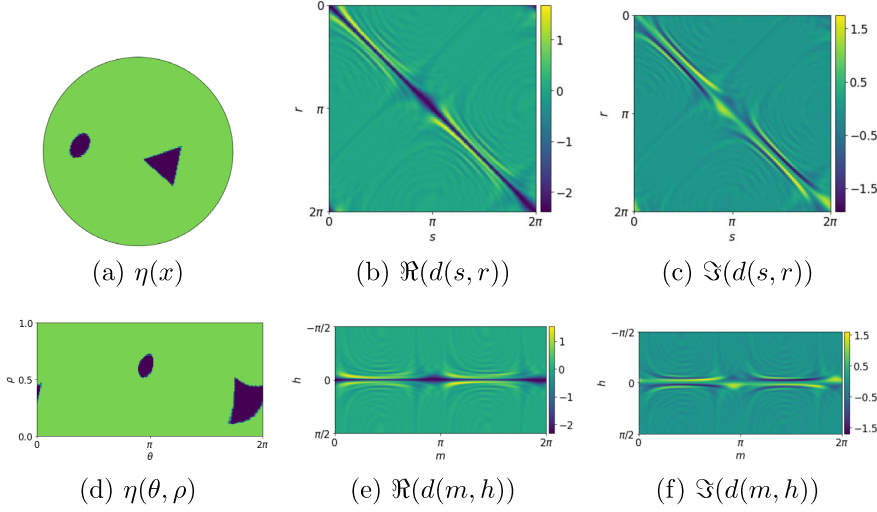 0
π
2π
r
0
π
2π
s
1
0
−1
−2
0
π
2π
r
0
π
2π
s
1.5
0.5
−0.5
−1.5
(a) η(x)
(b) ℜ(d(s, r))
(c) ℑ(d(s, r))
1.0
0.5
0.0
ρ
0
π
2π
θ
−π/2
0
π/2
h
0
π
2π
m
1
0
−1
−2
−π/2
0
π/2
h
0
π
2π
m
1.5
0.5
−0.5
−1.5
(d) η(θ, ρ)
(e) ℜ(d(m, h))
(f) ℑ(d(m, h))